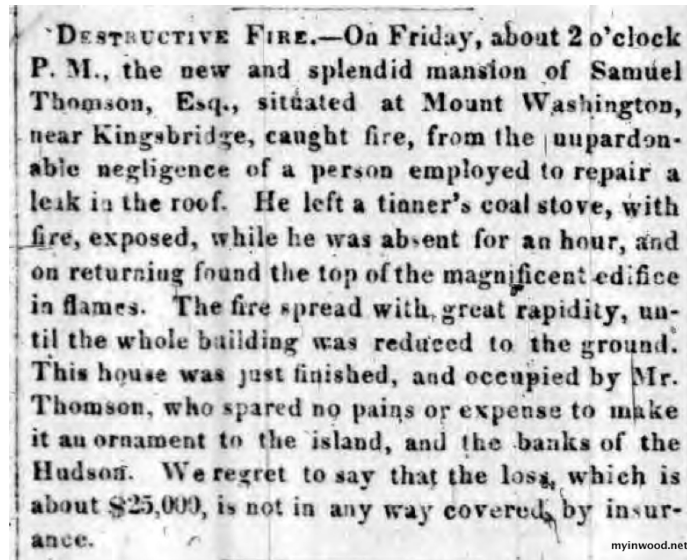 DESTRUCTIVE FIRE.—On Friday, about 2 o'clock
P. M., the new and splendid mansion of Samuel
Thomson, Esq., situated at Mount Washington,
near Kingsbridge, caught fire, from the unpardon-
able negligence of a person employed to repair a
leak in the roof. He left a tinner's coal stove, with
fire, exposed, while he was absent for an hour, and
on returning found the top of the magnificent edifice
in flames. The fire spread with great rapidity, un-
til the whole building was reduced to the ground.
This house was just finished, and occupied by Mr.
Thomson, who spared no pains or expense to make
it an ornament to the island, and the banks of the
Hudson. We regret to say that the loss, which is
about $25,000, is not in any way covered, by insur-
ance.
myinwood.net